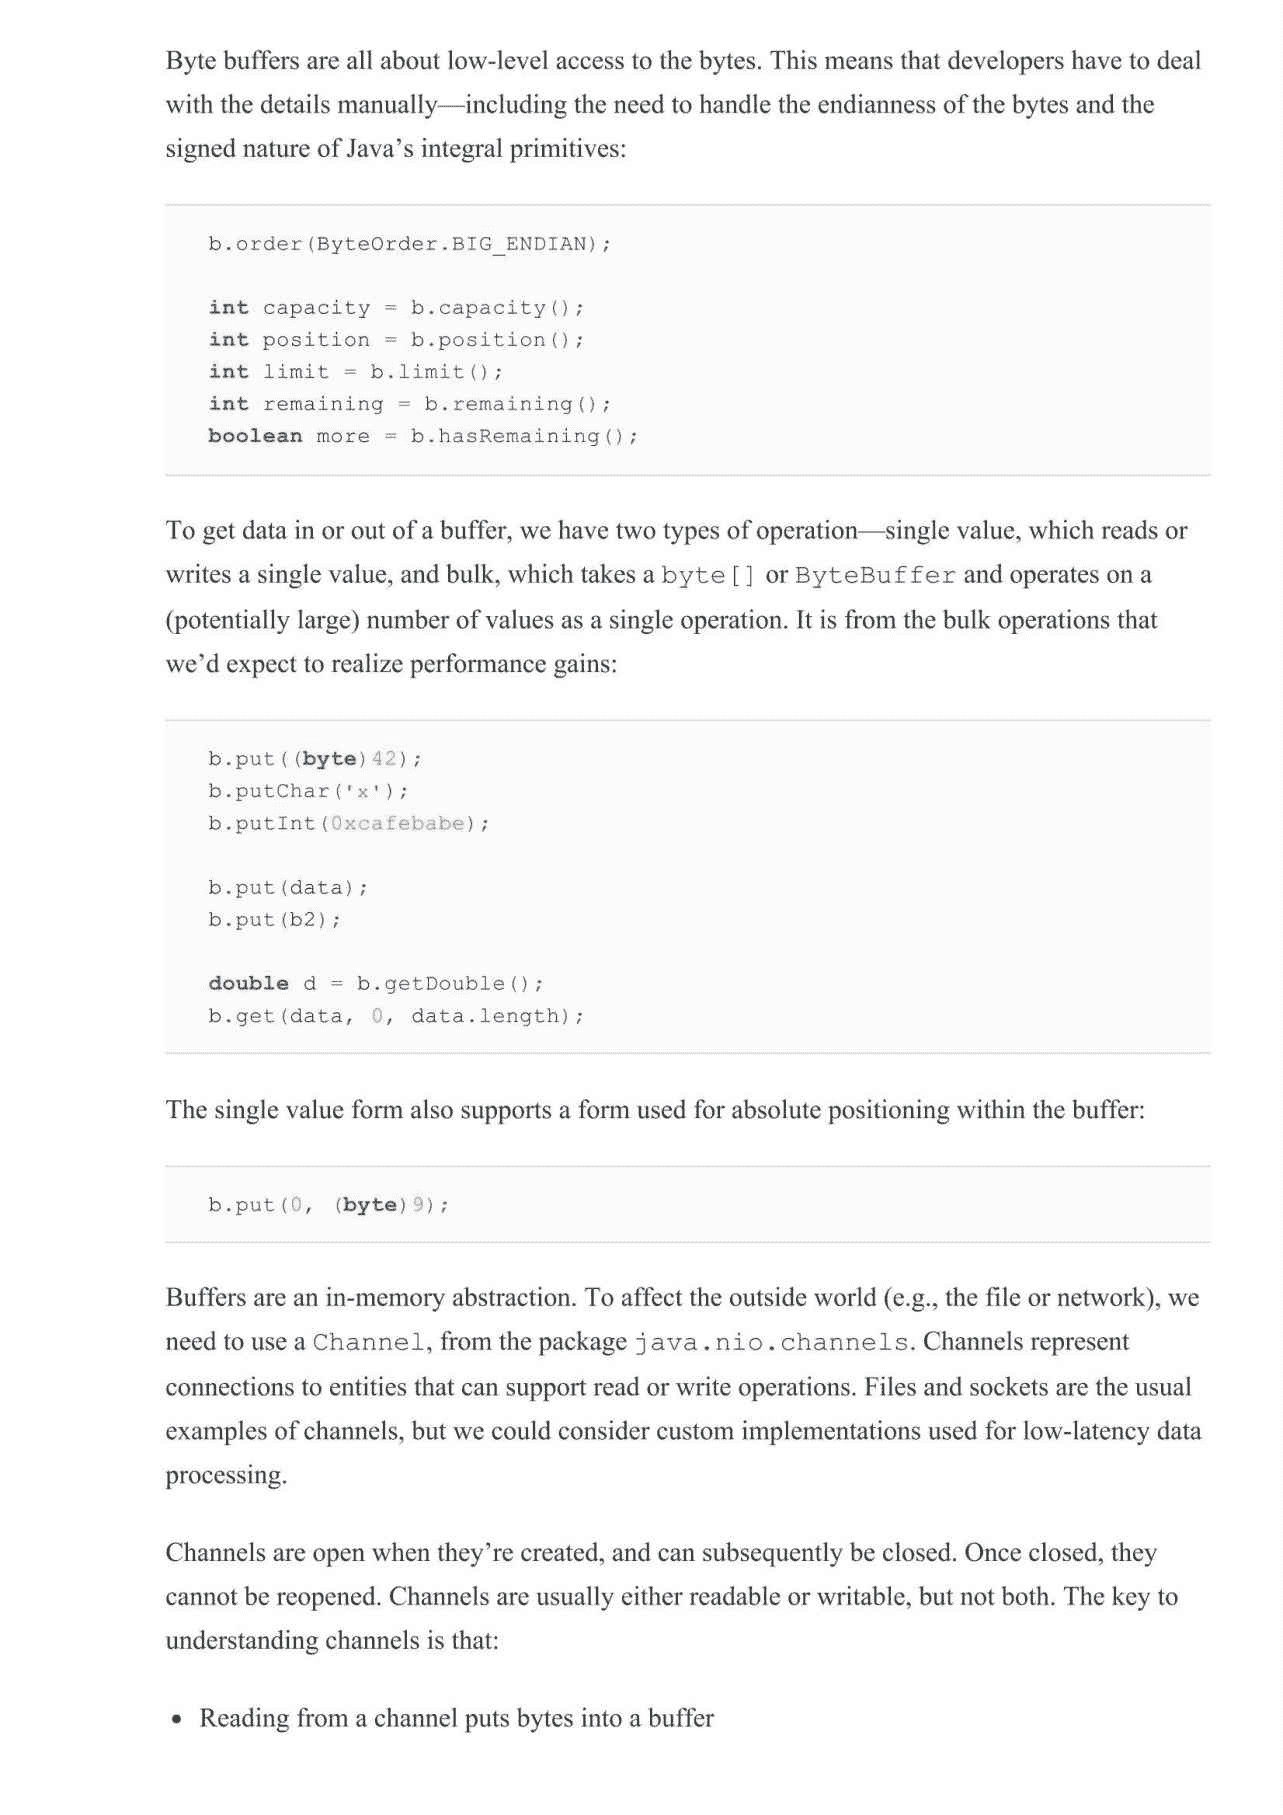 Byte buffers are all about low-level access to the bytes. This means that developers have to deal
with the details manually—including the need to handle the endianness of the bytes and the
signed nature of Java’s integral primitives:
b.order(ByteOrder.BIG_ENDIAN);
int capacity = b.capacity();
int position = b.position();
int limit = b.limit();
int remaining = b.remaining();
boolean more = b.hasRemaining();
To get data in or out of a buffer, we have two types of operation—single value, which reads or
writes a single value, and bulk, which takes a byte[] or ByteBuffer and operates on a
(potentially large) number of values as a single operation. It is from the bulk operations that
we’d expect to realize performance gains:
b.put((byte)42);
b.putChar('x');
b.putInt(0xcafebabe);
b.put(data);
b.put(b2);
double d = b.getDouble();
b.get(data, 0, data.length);
The single value form also supports a form used for absolute positioning within the buffer:
b.put(0, (byte)9);
Buffers are an in-memory abstraction. To affect the outside world (e.g., the file or network), we
need to use a Channel, from the package java.nio.channels. Channels represent
connections to entities that can support read or write operations. Files and sockets are the usual
examples of channels, but we could consider custom implementations used for low-latency data
processing.
Channels are open when they’re created, and can subsequently be closed. Once closed, they
cannot be reopened. Channels are usually either readable or writable, but not both. The key to
understanding channels is that:
• Reading from a channel puts bytes into a buffer